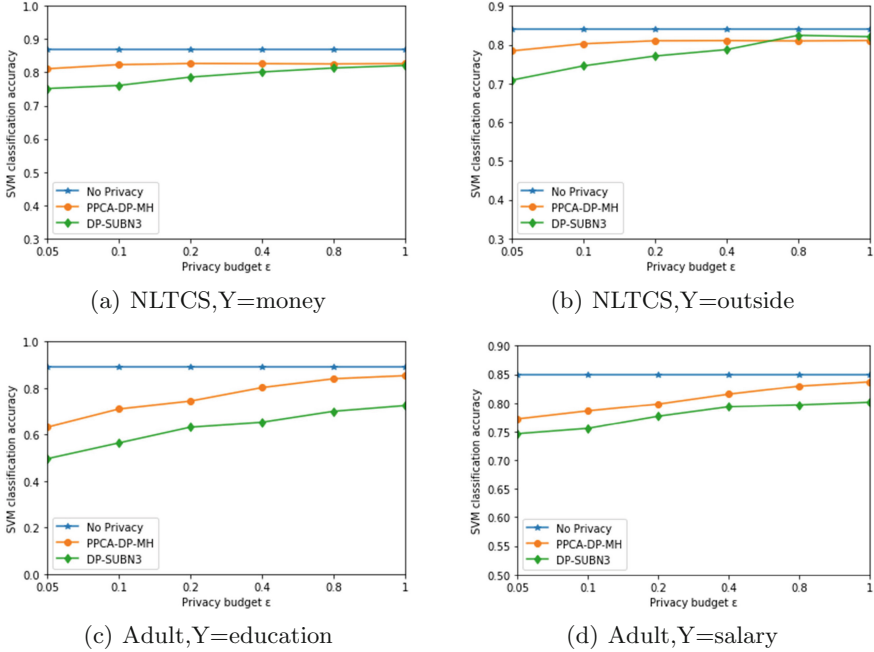 1.0
0.9
0.8
0.7
0.6
0.5
0.4
0.3
SVM classification accuracy
No Privacy
PPCA-DP-MH
DP-SUBN3
0.05 0.1 0.2 0.4 0.8 1
Privacy budget ε
(a) NLTCS,Y=money
0.9
0.8
0.7
0.6
0.5
0.4
0.3
SVM classification accuracy
No Privacy
PPCA-DP-MH
DP-SUBN3
0.05 0.1 0.2 0.4 0.8 1
Privacy budget ε
(b) NLTCS,Y=outside
1.0
0.8
0.6
0.4
0.2
0.0
SVM classification accuracy
No Privacy
PPCA-DP-MH
DP-SUBN3
0.05 0.1 0.2 0.4 0.8 1
Privacy budget ε
(c) Adult,Y=education
0.90
0.85
0.80
0.75
0.70
0.65
0.60
0.55
0.50
SVM classification accuracy
No Privacy
PPCA-DP-MH
DP-SUBN3
0.05 0.1 0.2 0.4 0.8 1
Privacy budget ε
(d) Adult,Y=salary